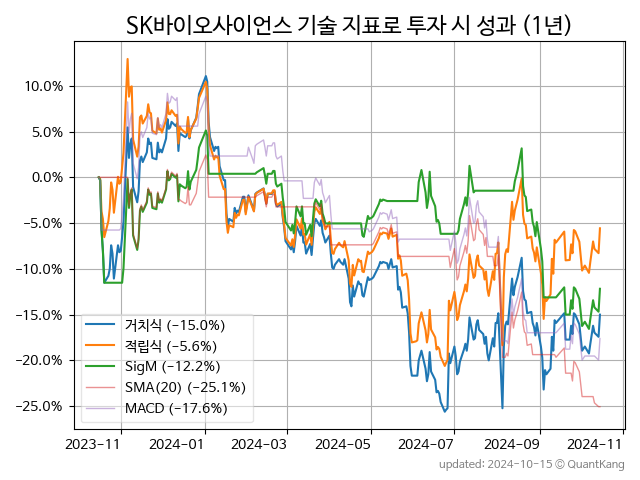 SK바이오사이언스 기술 지표로 투자 시 성과 (1년)
10.0%
5.0%
0.0%
−5.0%
−10.0%
−15.0%
−20.0%
−25.0%
거치식 (−15.0%)
적립식 (−5.6%)
SigM (−12.2%)
SMA(20) (−25.1%)
MACD (−17.6%)
2023−11
2024−01
2024−03
2024−05
2024−07
2024−09
2024−11
updated: 2024-10-15 © QuantKang